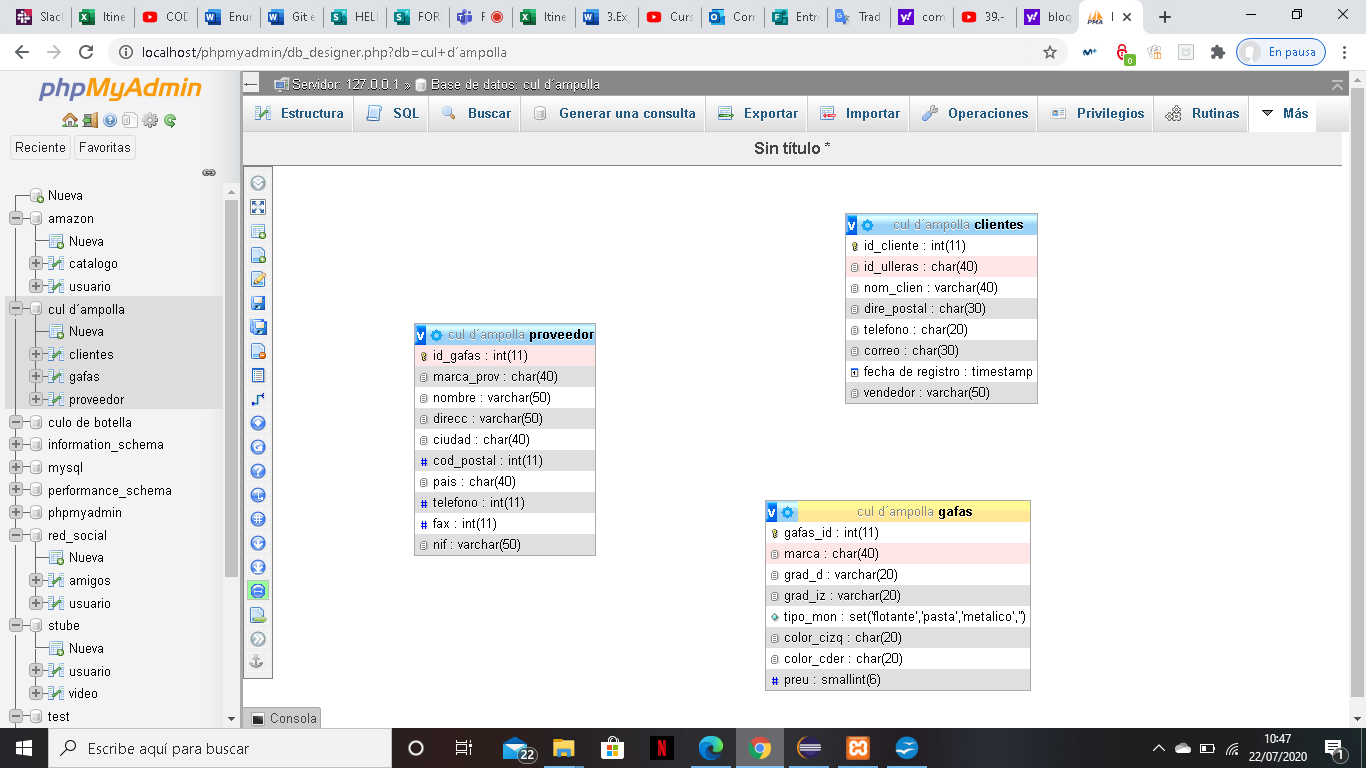 Slac
Itine
COD
Enun
Git e
HELI
FOR
R
Itine
3.Ex
Curs
Corr
Entr
Trad
com
39.-
bloq
l
localhost/phpmyadmin/db_designer.php?db=cul+d´ampolla
0
En pausa
phpMyAdmin
Servidor: 127.0.0.1 » Base de datos: cul d´ampolla
Estructura SQL Buscar Generar una consulta Exportar Importar Operaciones Privilegios Rutinas Más
Reciente Favoritas
Sin título *
Nueva
amazon
Nueva
catalogo
usuario
cul d´ampolla
Nueva
clientes
gafas
proveedor
culo de botella
information_schema
mysql
performance_schema
phpmyadmin
red_social
Nueva
amigos
usuario
stube
Nueva
usuario
video
test
v cul d´ampolla clientes
id_cliente : int(11)
id_ulleras : char(40)
nom_clien : varchar(40)
dire_postal : char(30)
telefono : char(20)
correo : char(30)
fecha de registro : timestamp
vendedor : varchar(50)
v cul d´ampolla proveedor
id_gafas : int(11)
marca_prov : char(40)
nombre : varchar(50)
direcc : varchar(50)
ciudad : char(40)
# cod_postal : int(11)
pais : char(40)
# telefono : int(11)
# fax : int(11)
nif : varchar(50)
v cul d´ampolla gafas
gafas_id : int(11)
marca : char(40)
grad_d : varchar(20)
grad_iz : varchar(20)
tipo_mon : set('flotante','pasta','metalico','')
color_cizq : char(20)
color_cder : char(20)
# preu : smallint(6)
Consola
Escribe aquí para buscar
22
N
10:47
22/07/2020
1